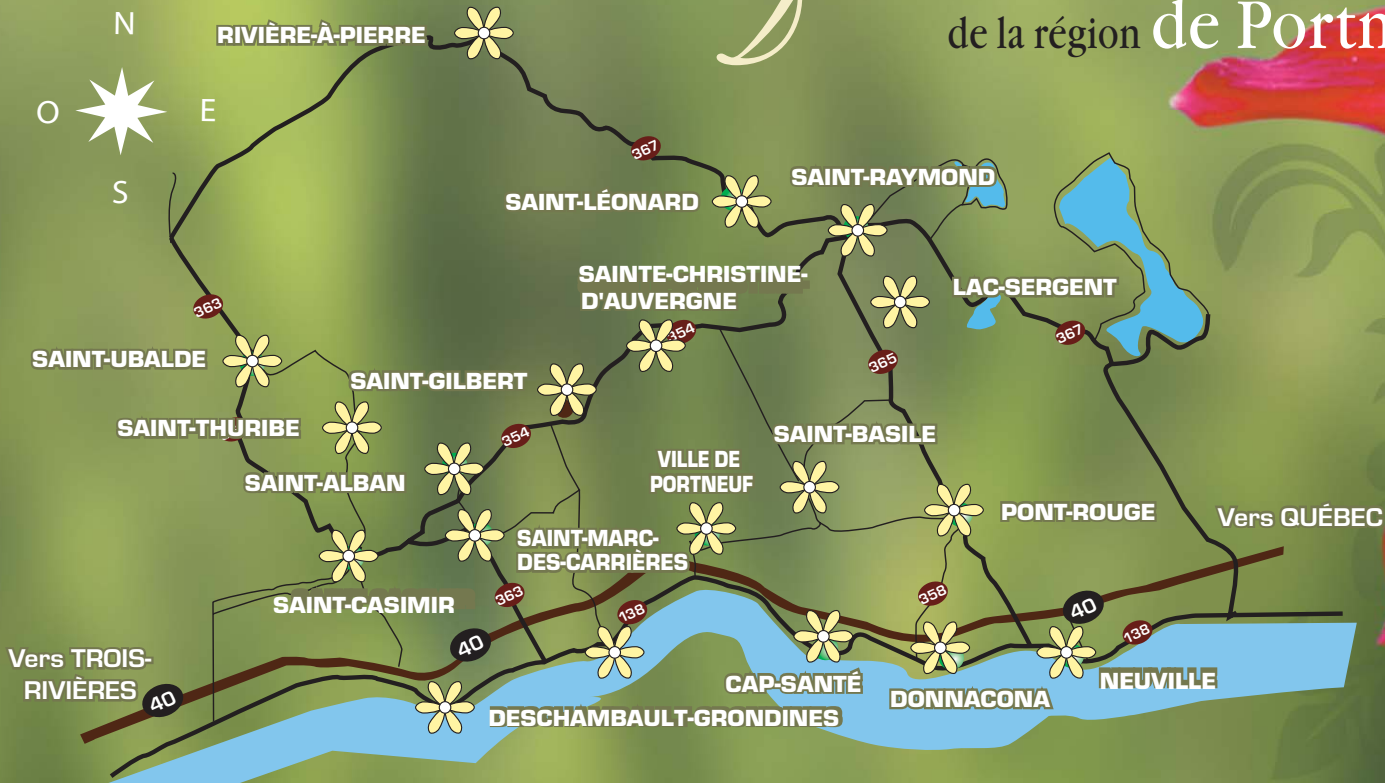 de la région de Portn
N
O
E
S
RIVIÈRE-À-PIERRE
367
SAINT-LÉONARD
SAINT-RAYMOND
SAINTE-CHRISTINE-
D'AUVERGNE
LAC-SERGENT
363
354
367
365
SAINT-UBALDE
SAINT-GILBERT
SAINT-THURIBE
354
SAINT-BASILE
VILLE DE
PORTNEUF
SAINT-ALBAN
PONT-ROUGE
Vers QUÉBEC
SAINT-MARC-
DES-CARRIÈRES
SAINT-CASIMIR
363
138
358
40
40
138
Vers TROIS-
RIVIÈRES
40
CAP-SANTÉ
DONNACONA
NEUVILLE
DESCHAMBAULT-GRONDINES